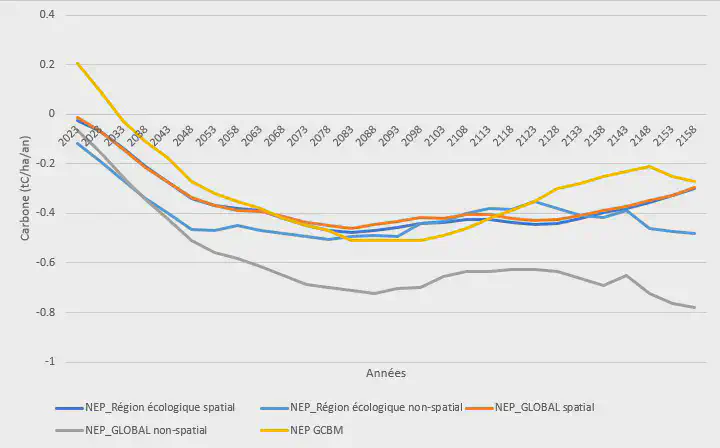 0.4
0.2
0
-0.2
-0.4
-0.6
-0.8
-1
Carbone (tC/ha/an)
2023 2028 2033 2038 2043 2048 2053 2058 2063 2068 2073 2078 2083 2088 2093 2098 2103 2108 2113 2118 2123 2128 2133 2138 2143 2148 2153 2158
Années
NEP_Région écologique spatial NEP_Région écologique non-spatial NEP_GLOBAL spatial
NEP_GLOBAL non-spatial NEP GCBM